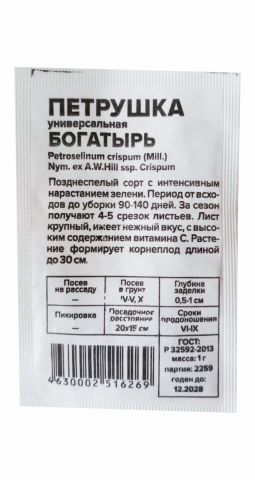 ПЕТРУШКА
универсальная
БОГАТЫРЬ
Petroselinum crispum (Mill.)
Nym. ex A.W.Hill ssp. Crispum
Позднеспелый сорт с интенсивным
нарастанием зелени. Период от всхо-
дов до уборки 90-140 дней. За сезон
получают 4-5 срезок листьев. Лист
крупный, имеет нежный вкус, с высо-
ким содержанием витамина С. Расте-
ние формирует корнеплод длиной
до 30 см.
Посев на рассаду
—
Посев в грунт
IV-V, X
Глубина заделки
0,5-1 см
Пикировка
—
Посадочное расстояние
20х15 см
Сроки продоношения
VI-IX
ГОСТ:
Р 32592-2013
масса: 1 г
партия: 2259
годен до:
12.2028
4630002516269